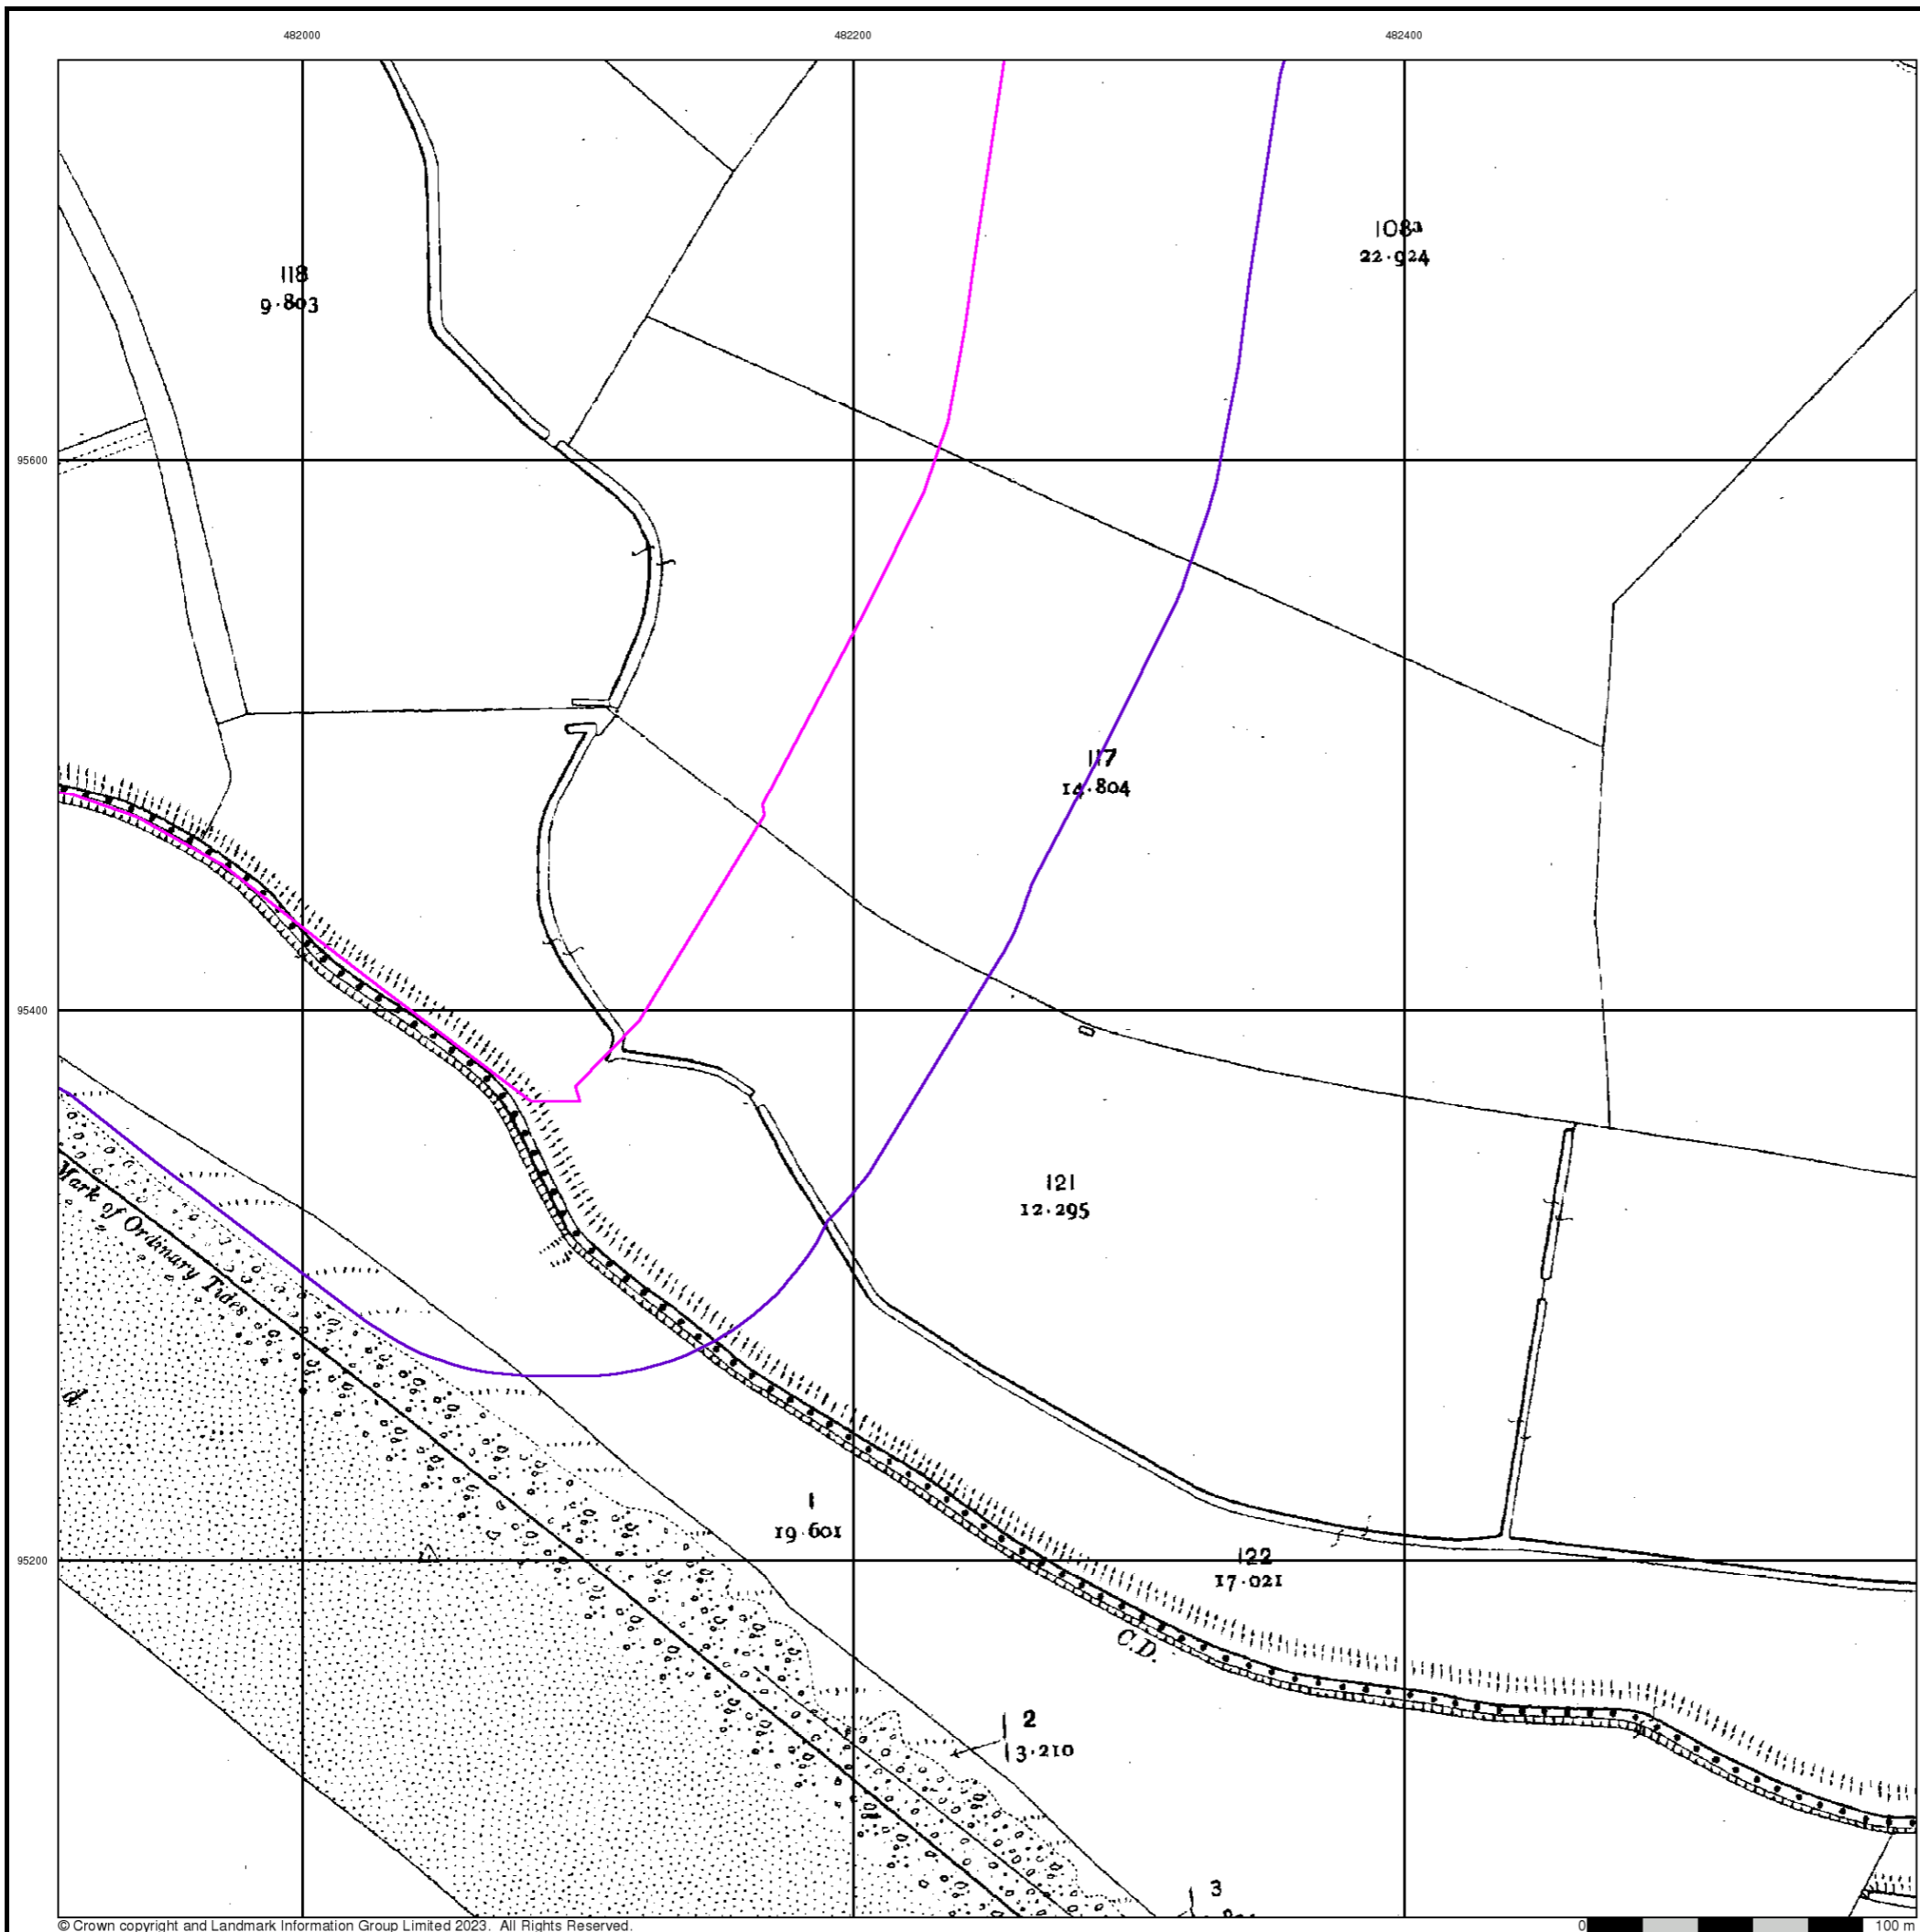 482000 482200 482400
108a
22·924
118
9·803
95600
117
14·804
95400
121
12·295
Mark of Ordinary Tides
1
19·601
95200
122
17·021
C.D.
2
3·210
3
© Crown copyright and Landmark Information Group Limited 2023. All Rights Reserved.
0 100 m